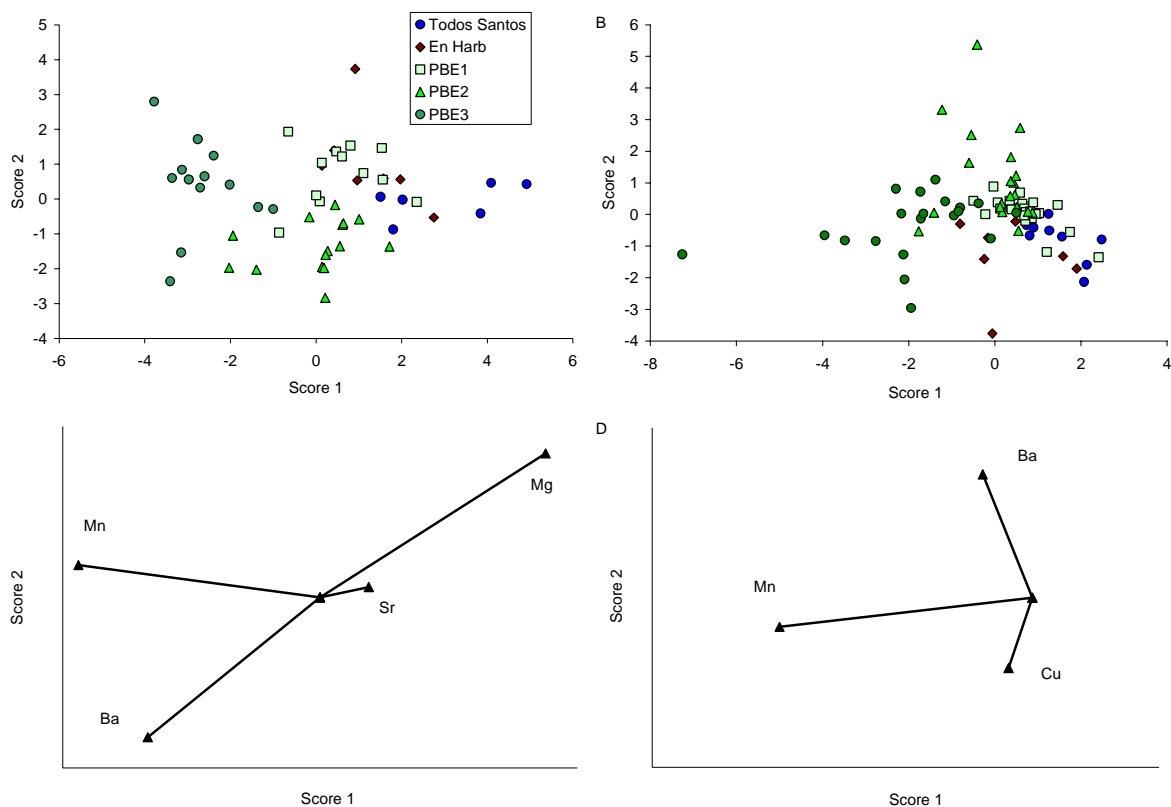 5
4
3
2
1
0
-1
-2
-3
-4
-6 -4 -2 0 2 4 6
Score 2
Score 1
Todos Santos
En Harb
PBE1
PBE2
PBE3
B
6
5
4
3
2
1
0
-1
-2
-3
-4
-8 -6 -4 -2 0 2 4
Score 2
Score 1
Mg
Mn
Sr
Ba
Score 2
Score 1
D
Ba
Mn
Cu
Score 2
Score 1